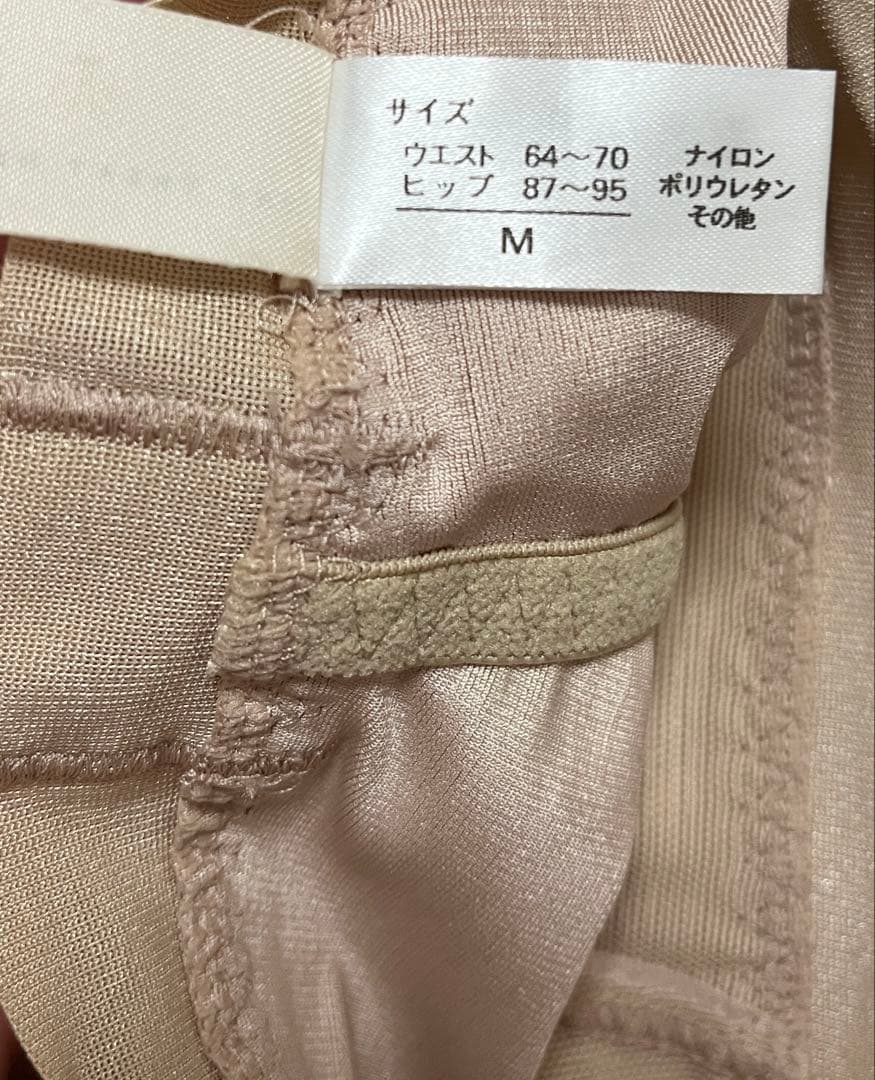 サイズ
ウエスト 64〜70
ヒップ 87〜95
M
ナイロン
ポリウレタン
その他